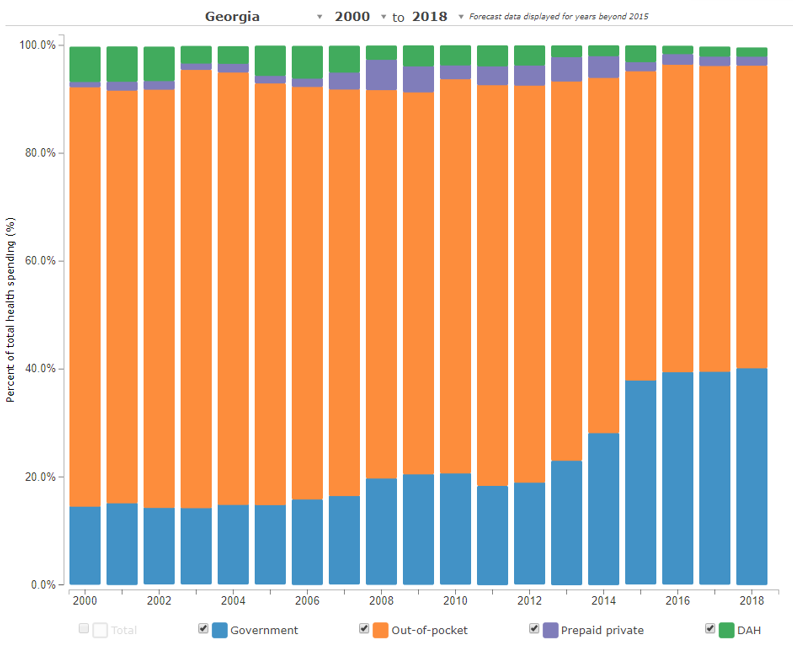 Georgia 2000 to 2018 Forecast data displayed for years beyond 2015
100.0%
80.0%
60.0%
40.0%
20.0%
0.0%
Percent of total health spending (%)
2000 2002 2004 2006 2008 2010 2012 2014 2016 2018
Total Government Out-of-pocket Prepaid private DAH